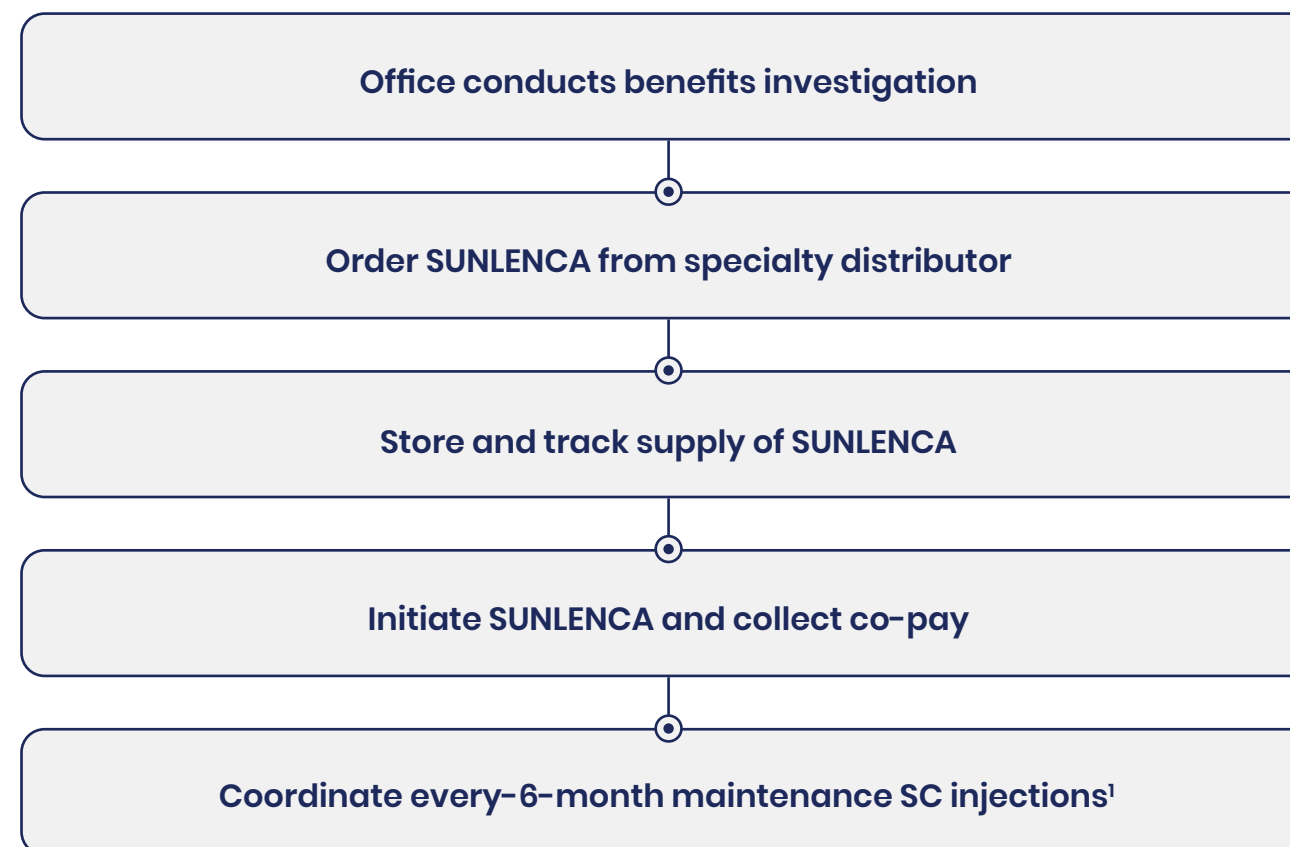 Office conducts benefits investigation
Order SUNLENCA from specialty distributor
Store and track supply of SUNLENCA
Initiate SUNLENCA and collect co-pay
Coordinate every-6-month maintenance SC injections¹